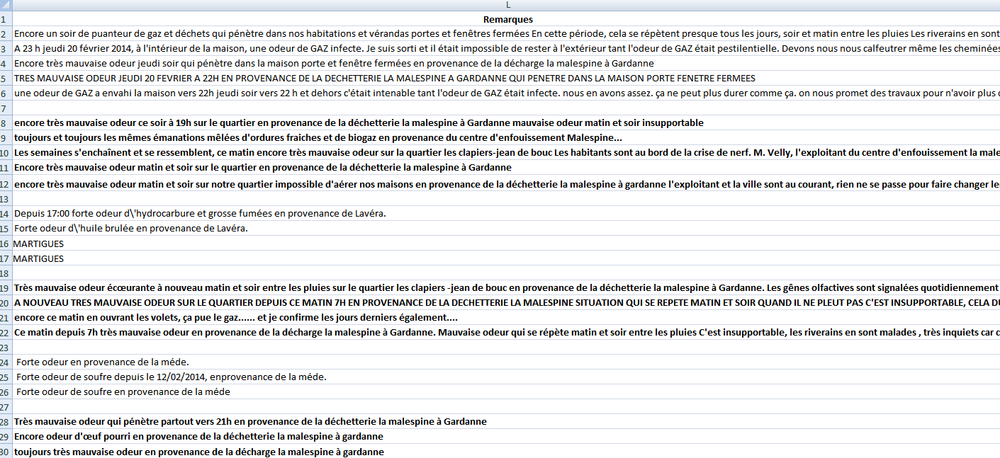 L
1 Remarques
2 Encore un soir de puanteur de gaz et déchets qui pénètre dans nos habitations et vérandas portes et fenêtres fermées En cette période, cela se répètent presque tous les jours, soir et matin entre les pluies Les riverains en sont
3 A 23 h jeudi 20 février 2014, à l'intérieur de la maison, une odeur de GAZ infecte. Je suis sorti et il était impossible de rester à l'extérieur tant l'odeur de GAZ était pestilentielle. Devons nous nous calfeutrer même les cheminées
4 Encore très mauvaise odeur jeudi soir qui pénètre dans la maison porte et fenêtre fermées en provenance de la décharge la malespine à Gardanne
5 TRES MAUVAISE ODEUR JEUDI 20 FEVRIER A 22H EN PROVENANCE DE LA DECHETTERIE LA MALESPINE A GARDANNE QUI PENETRE DANS LA MAISON PORTE FENETRE FERMEES
6 une odeur de GAZ a envahi la maison vers 22h jeudi soir vers 22 h et dehors c'était intenable tant l'odeur de GAZ était infecte. nous en avons assez. ça ne peut plus durer comme ça. on nous promet des travaux pour n'avoir plus
7
8 encore très mauvaise odeur ce soir à 19h sur le quartier en provenance de la déchetterie la malespine à Gardanne mauvaise odeur matin et soir insupportable
9 toujours et toujours les mêmes émanations mêlées d'ordures fraiches et de biogaz en provenance du centre d'enfouissement Malespine...
10 Les semaines s'enchaînent et se ressemblent, ce matin encore très mauvaise odeur sur la quartier les clapiers-jean de bouc Les habitants sont au bord de la crise de nerf. M. Velly, l'exploitant du centre d'enfouissement la male
11 Encore très mauvaise odeur matin et soir sur le quartier en provenance de la déchetterie la malespine à Gardanne
12 encore très mauvaise odeur matin et soir sur notre quartier impossible d'aérer nos maisons en provenance de la déchetterie la malespine à gardanne l'exploitant et la ville sont au courant, rien ne se passe pour faire changer les
13
14 Depuis 17:00 forte odeur d\'hydrocarbure et grosse fumées en provenance de Lavéra.
15 Forte odeur d\'huile brulée en provenance de Lavéra.
16 MARTIGUES
17 MARTIGUES
18
19 Très mauvaise odeur écœurante à nouveau matin et soir entre les pluies sur le quartier les clapiers -jean de bouc en provenance de la déchetterie la malespine à Gardanne. Les gênes olfactives sont signalées quotidiennement
20 A NOUVEAU TRES MAUVAISE ODEUR SUR LE QUARTIER DEPUIS CE MATIN 7H EN PROVENANCE DE LA DECHETTERIE LA MALESPINE SITUATION QUI SE REPETE MATIN ET SOIR QUAND IL NE PLEUT PAS C'EST INSUPPORTABLE, CELA DU
21 encore ce matin en ouvrant les volets, ça pue le gaz...... et je confirme les jours derniers également....
22 Ce matin depuis 7h très mauvaise odeur en provenance de la décharge la malespine à Gardanne. Mauvaise odeur qui se répète matin et soir entre les pluies C'est insupportable, les riverains en sont malades , très inquiets car c
23
24 Forte odeur en provenance de la méde.
25 Forte odeur de soufre depuis le 12/02/2014, enprovenance de la méde.
26 Forte odeur de soufre en provenance de la méde
27
28 Très mauvaise odeur qui pénètre partout vers 21h en provenance de la déchetterie la malespine à Gardanne
29 Encore odeur d'œuf pourri en provenance de la déchetterie la malespine à gardanne
30 toujours très mauvaise odeur en provenance de la décharge la malespine à gardanne